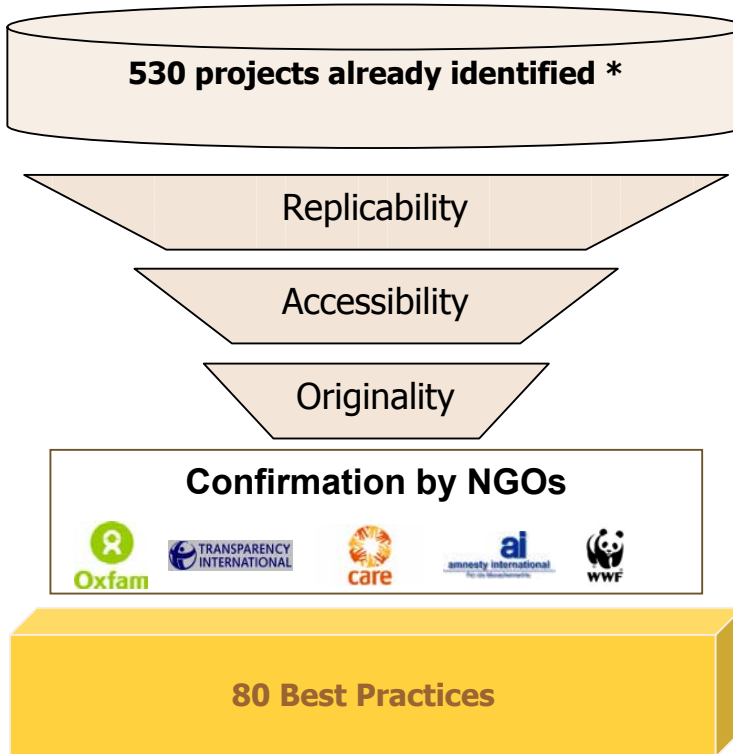 530 projects already identified *
Replicability
Accessibility
Originality
Confirmation by NGOs
Oxfam
TRANSPARENCY
INTERNATIONAL
care
ai
amnesty international
WWF
80 Best Practices